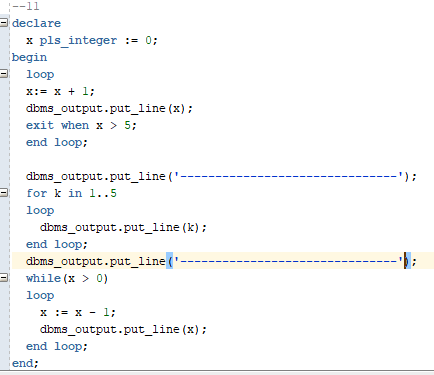 --11
declare
  x pls_integer := 0;
begin
  loop
  x:= x + 1;
  dbms_output.put_line(x);
  exit when x > 5;
  end loop;

  dbms_output.put_line('-------------------------------');
  for k in 1..5
  loop
    dbms_output.put_line(k);
  end loop;
  dbms_output.put_line('-------------------------------');
  while(x > 0)
  loop
    x := x - 1;
    dbms_output.put_line(x);
  end loop;
end;